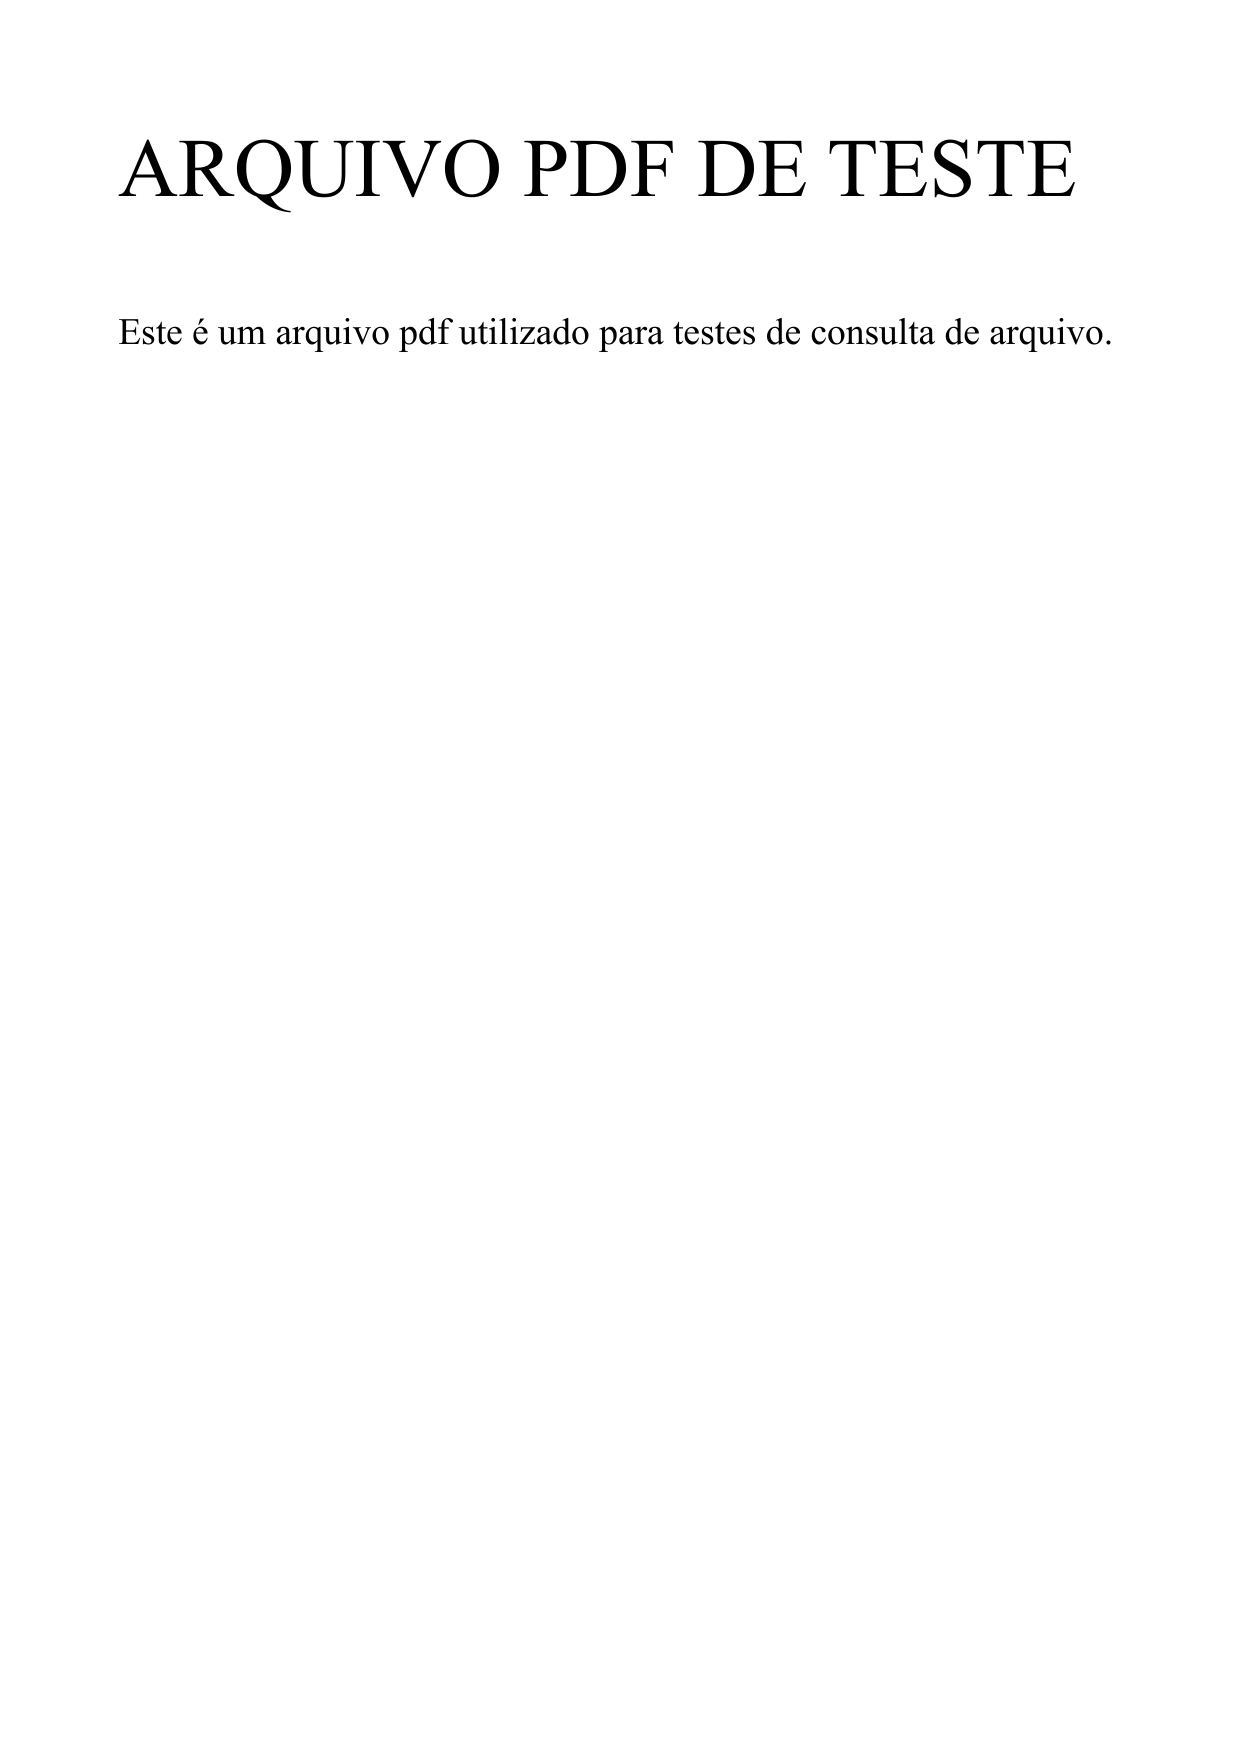 ARQUIVO PDF DE TESTE
Este é um arquivo pdf utilizado para testes de consulta de arquivo.